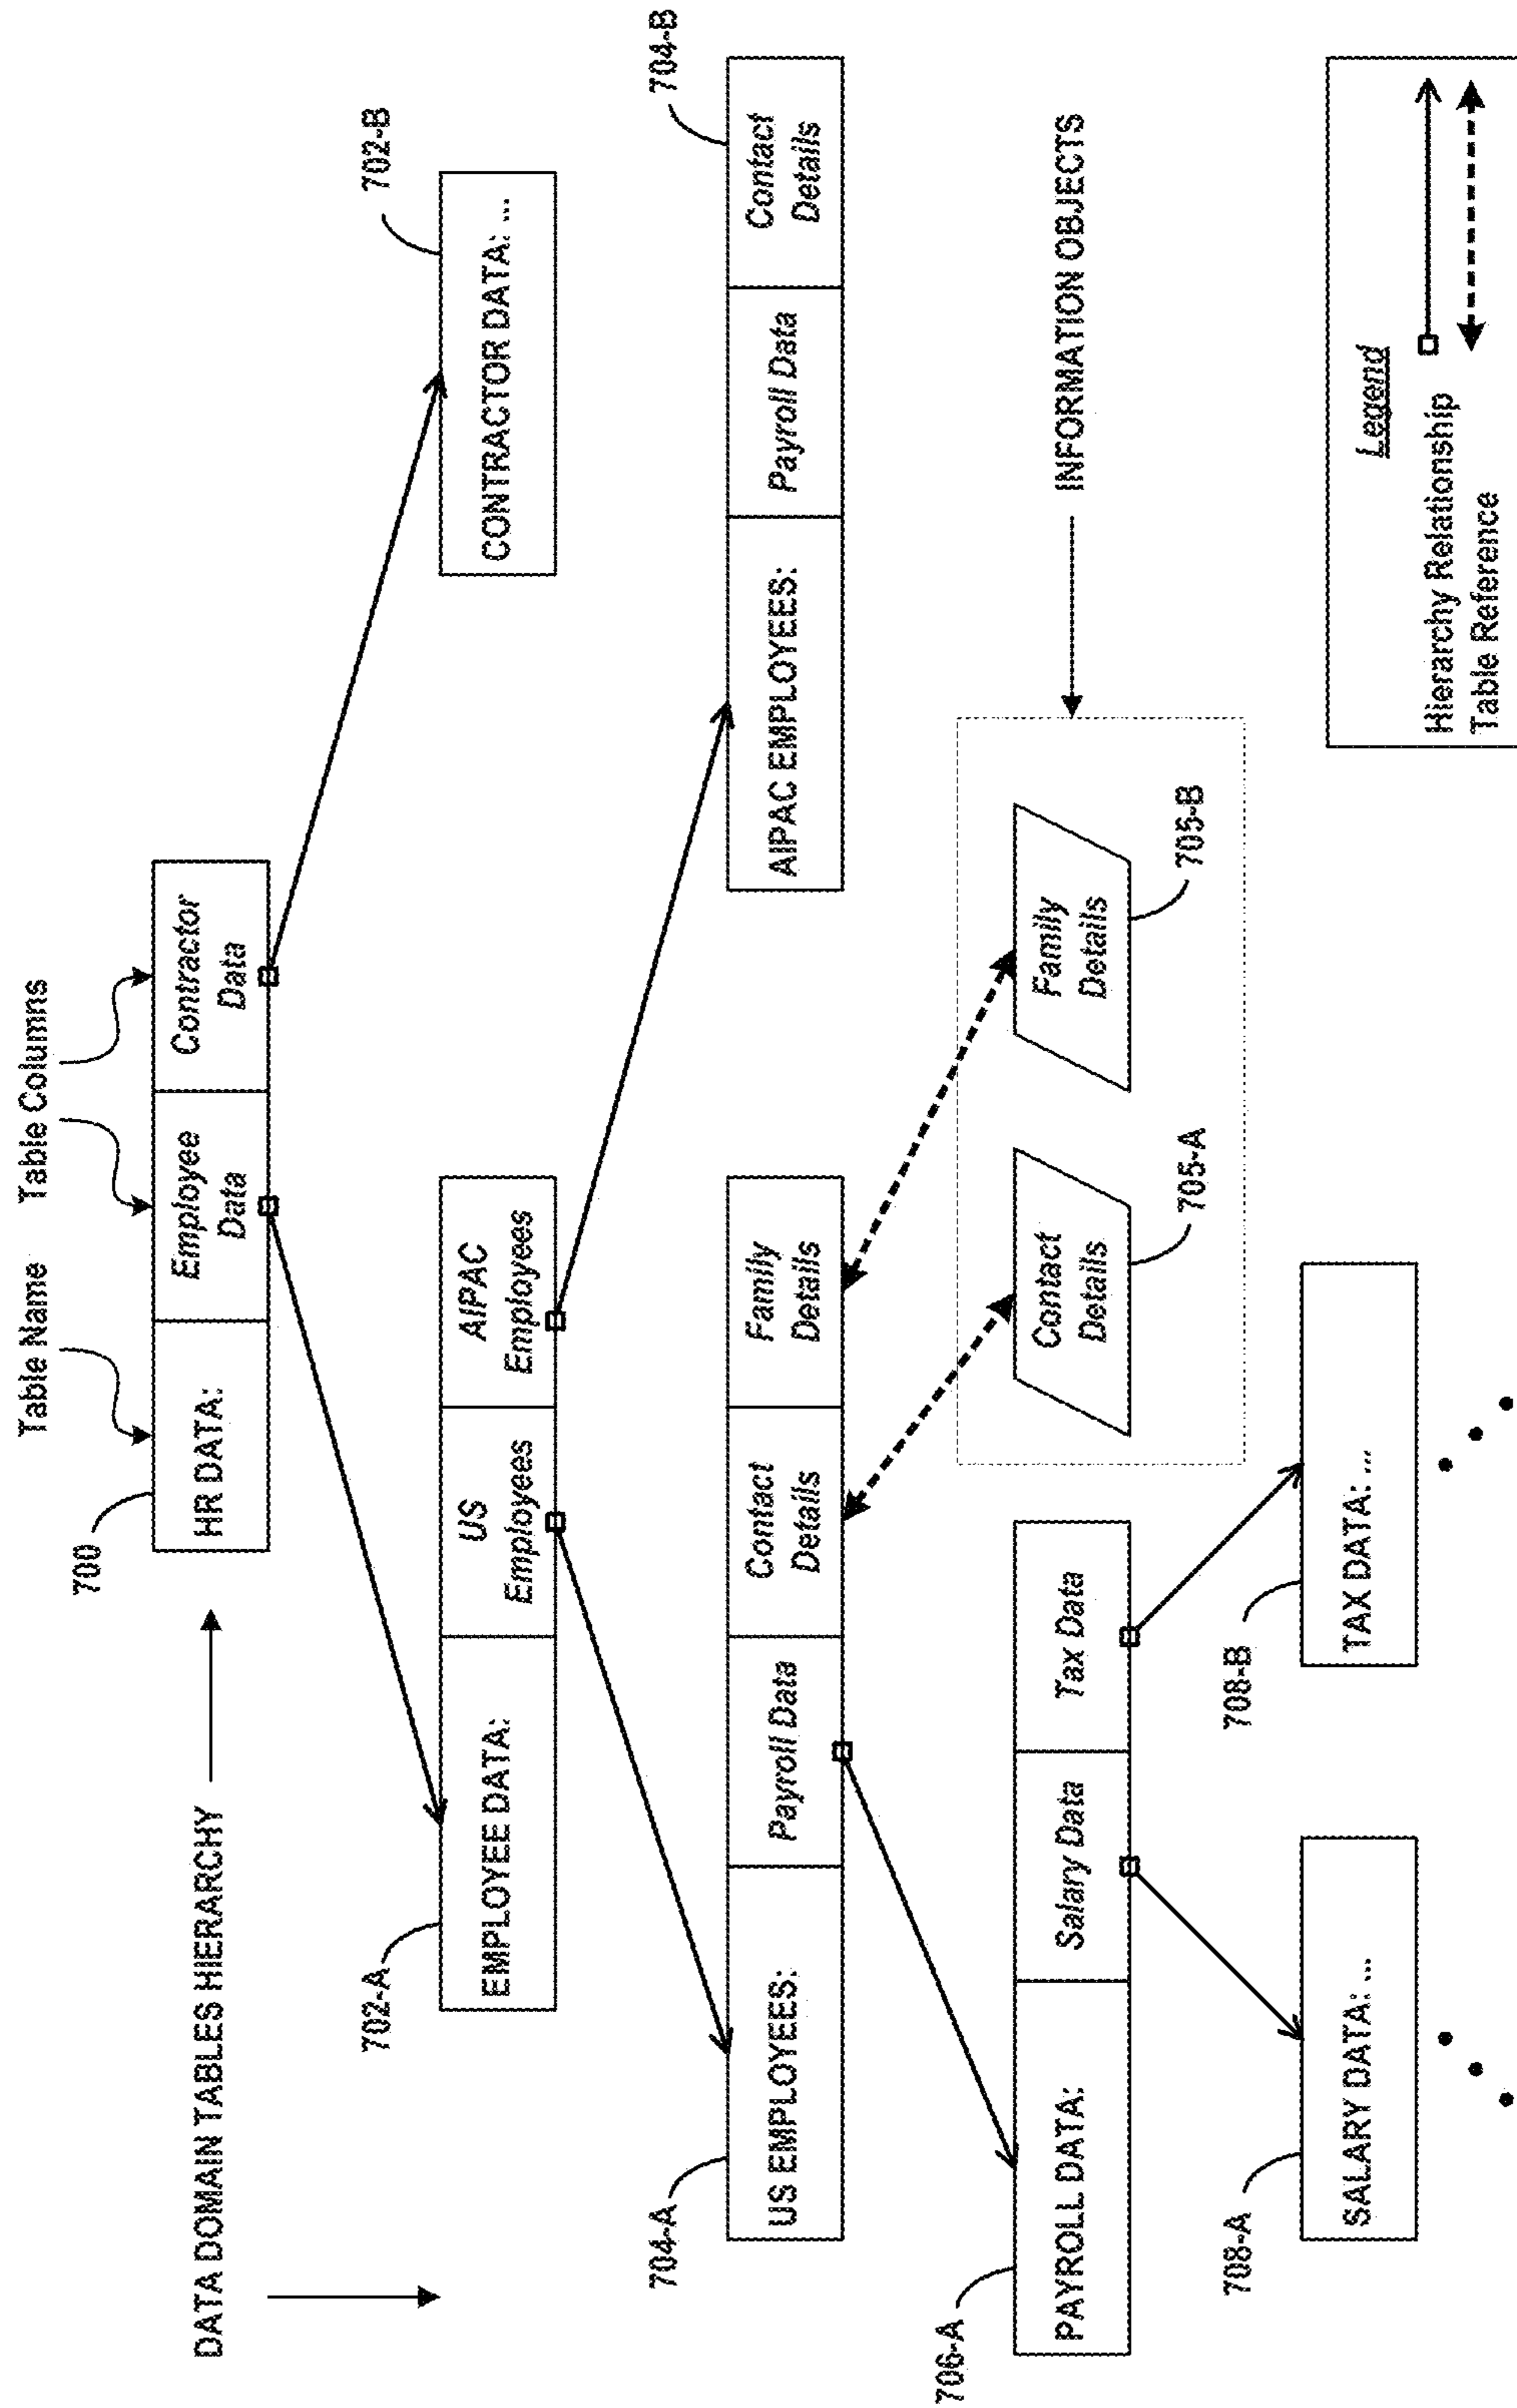 Table Name
Table Columns
DATA DOMAIN TABLES HIERARCHY
700
HR DATA:
Employee
Data
Contractor
Data
702-A
EMPLOYEE DATA:
US
Employees
AIPAC
Employees
702-B
CONTRACTOR DATA: ...
704-A
US EMPLOYEES:
Payroll Data
Contact
Details
Family
Details
704-B
AIPAC EMPLOYEES:
Payroll Data
Contact
Details
706-A
PAYROLL DATA:
Salary Data
Tax Data
Contact
Details
705-A
Family
Details
705-B
INFORMATION OBJECTS
708-A
SALARY DATA: ...
708-B
TAX DATA: ...
Legend
Hierarchy Relationship
Table Reference